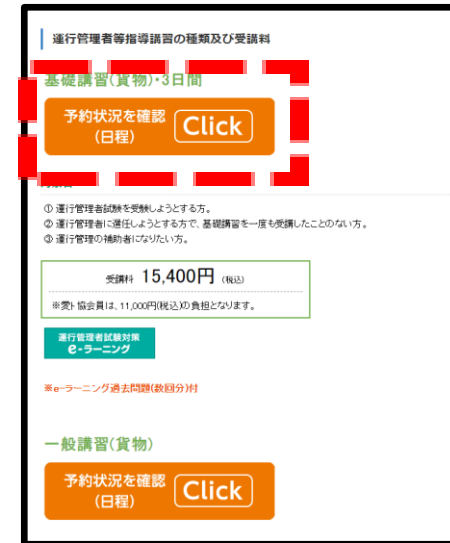 運行管理者等指導講習の種類及び受講料
基礎講習(貨物)・3日間
予約状況を確認
(日程)
Click
① 運行管理者試験を受験しようとする方。
② 運行管理者に選任しようとする方で、基礎講習を一度も受講したことのない方。
③ 運行管理の補助者になりたい方。
受講料 15,400円 (税込)
※愛ト協会員は、11,000円(税込)の負担となります。
運行管理者試験対策
e-ラーニング
※e-ラーニング過去問題(数回分)付
一般講習(貨物)
予約状況を確認
(日程)
Click